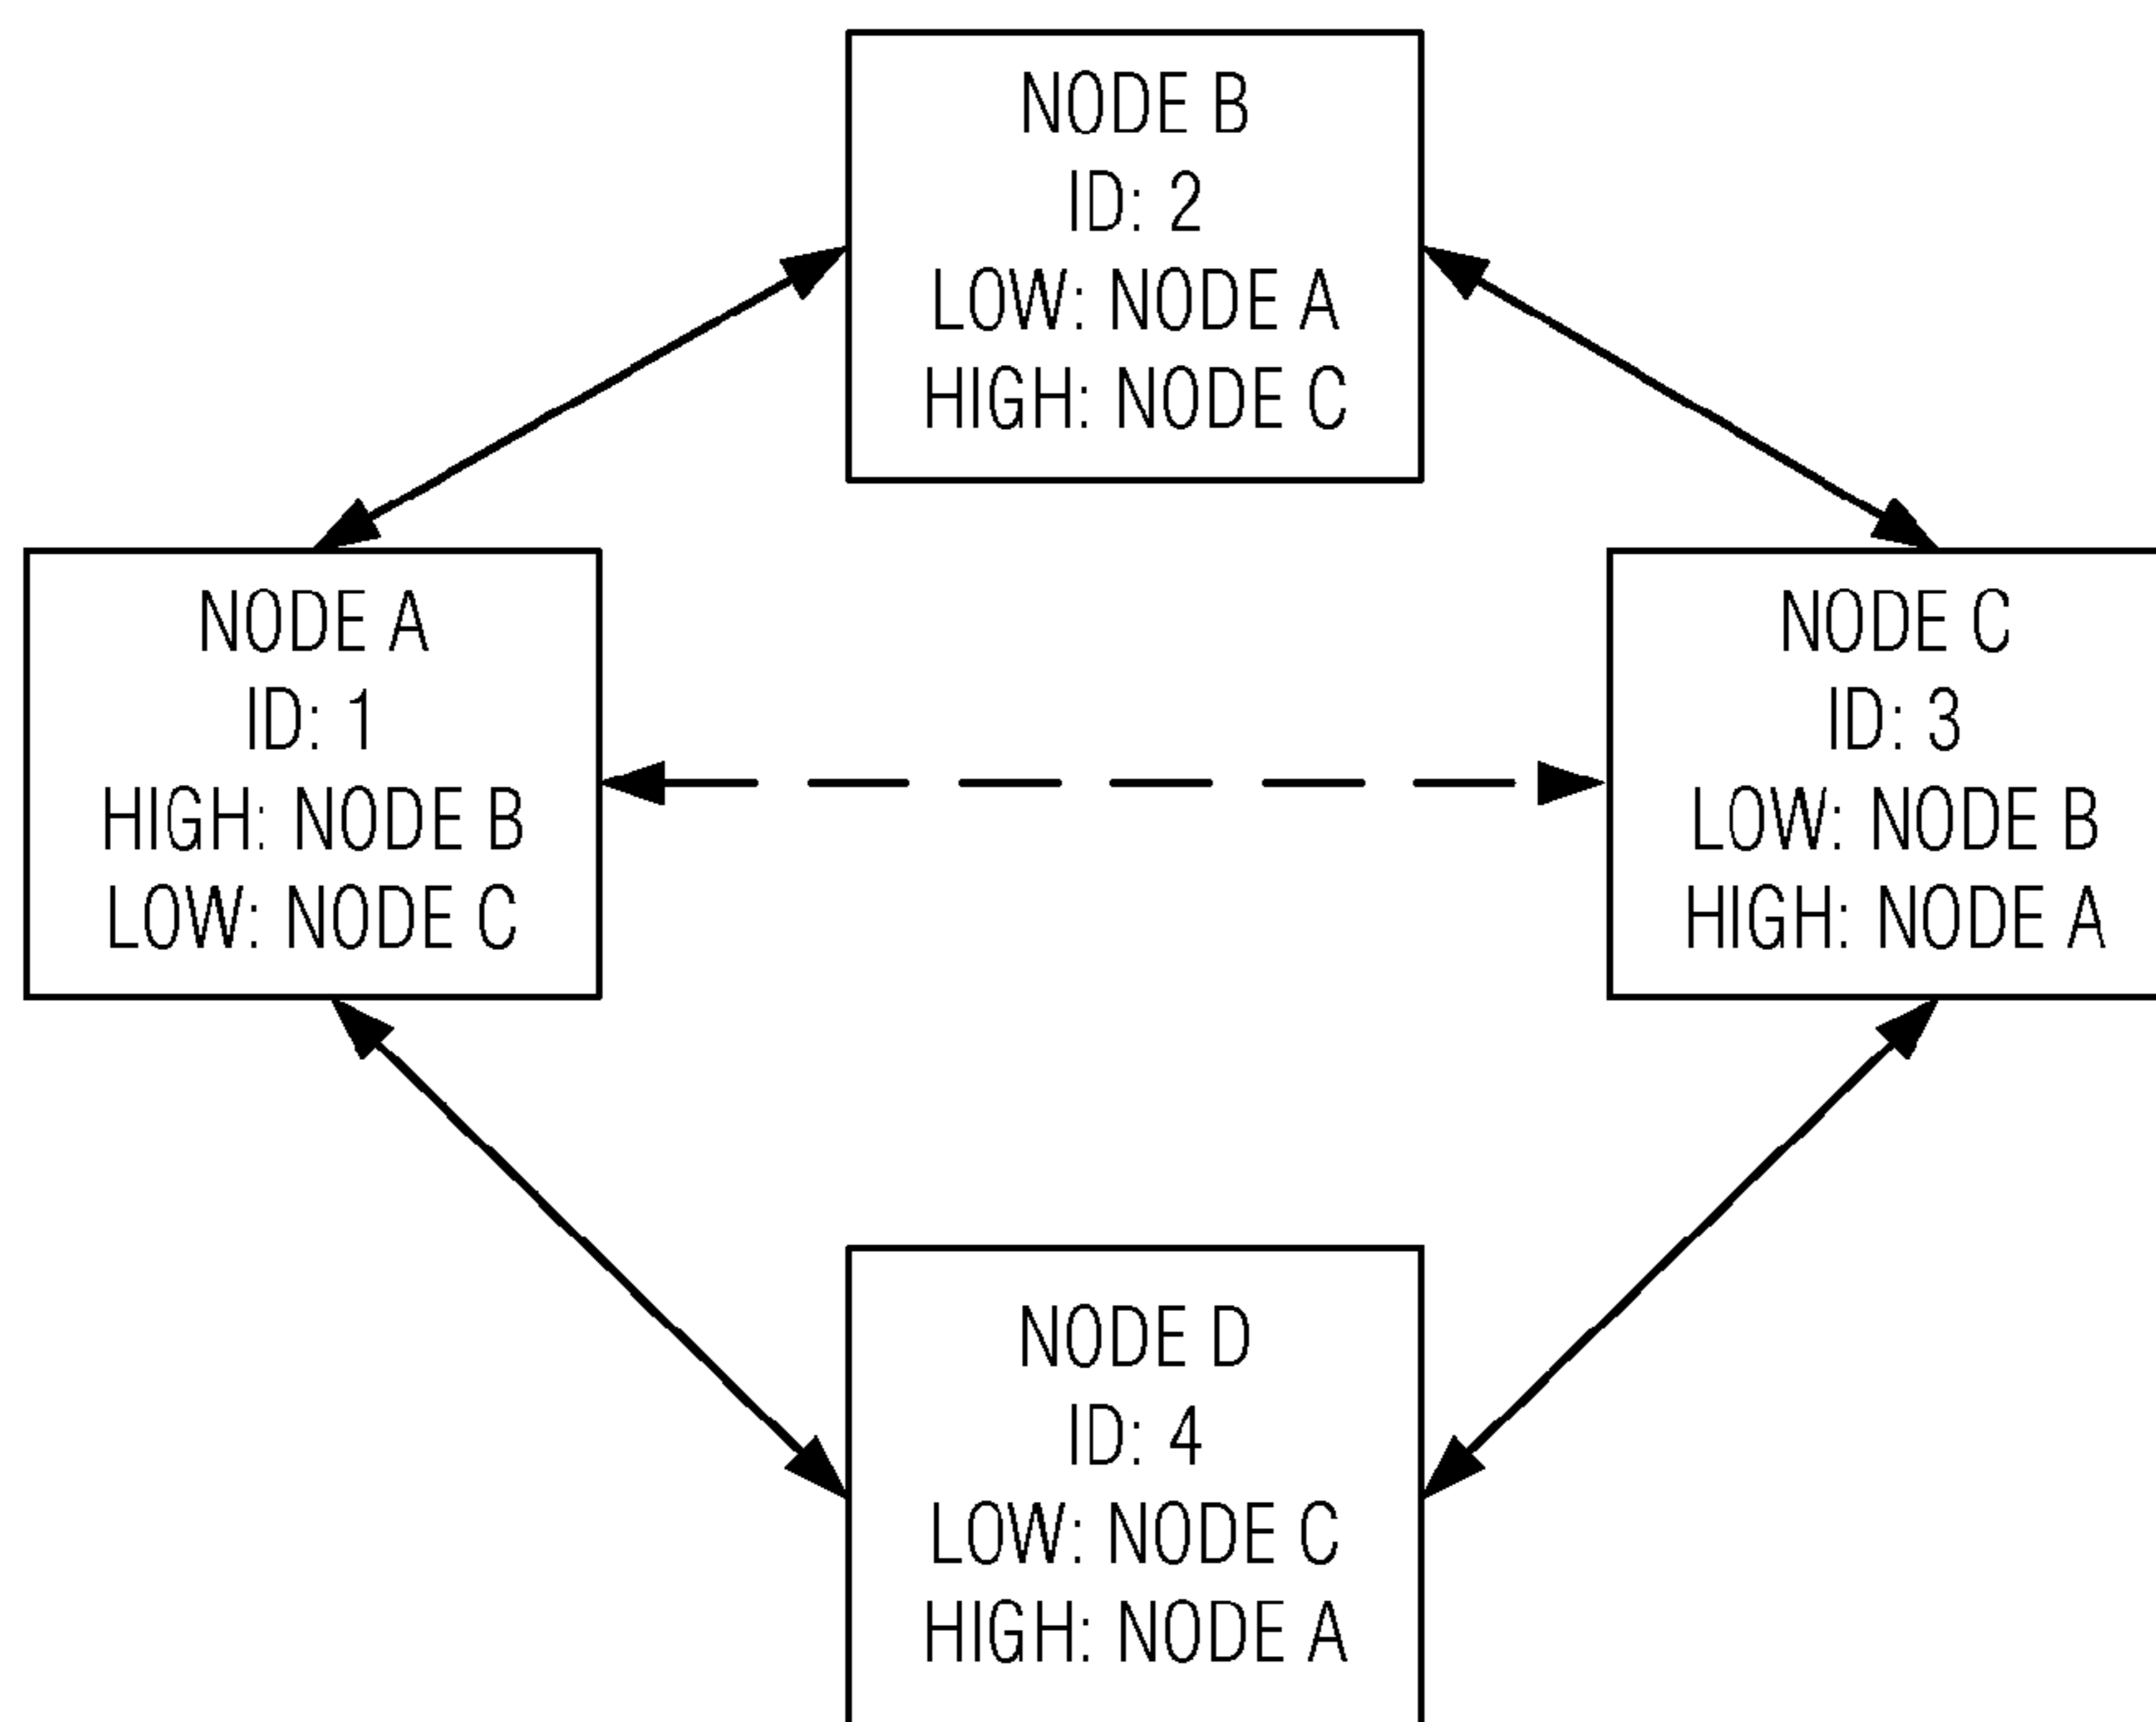 NODE B
ID: 2
LOW: NODE A
HIGH: NODE C
NODE A
ID: 1
HIGH: NODE B
LOW: NODE C
NODE C
ID: 3
LOW: NODE B
HIGH: NODE A
NODE D
ID: 4
LOW: NODE C
HIGH: NODE A